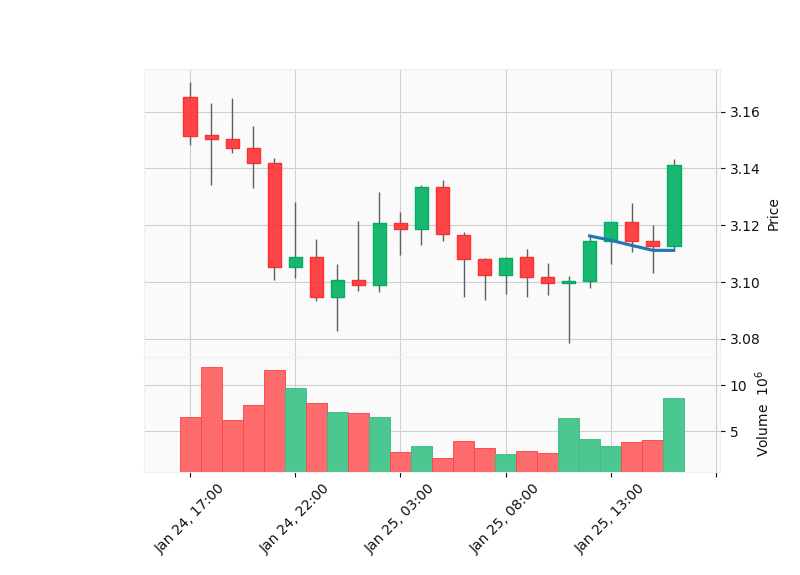 3.16
3.14
3.12
3.10
3.08
Price
10
5
Volume 10^6
Jan 24, 17:00
Jan 24, 22:00
Jan 25, 03:00
Jan 25, 08:00
Jan 25, 13:00